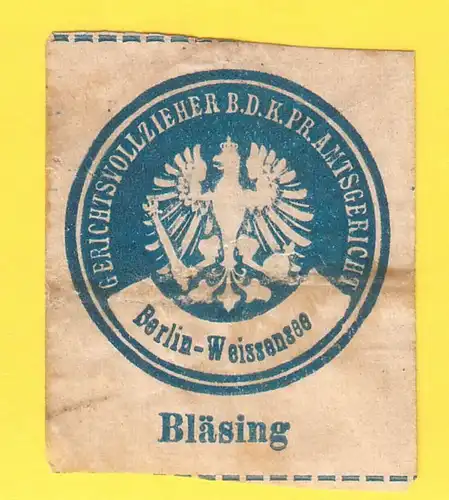 GERICHTSVOLLZIEHER B.D.K.PR.AMTSGERICHT
Berlin-Weissensee
Bläsing